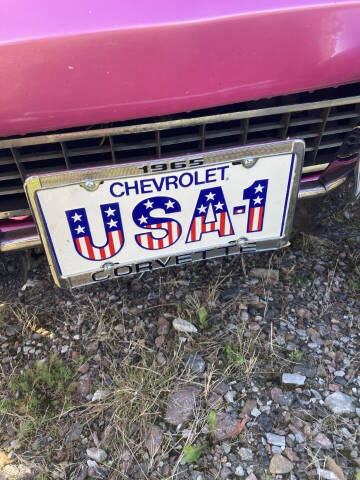 1965
CHEVROLET
USA-1
CORVETTE